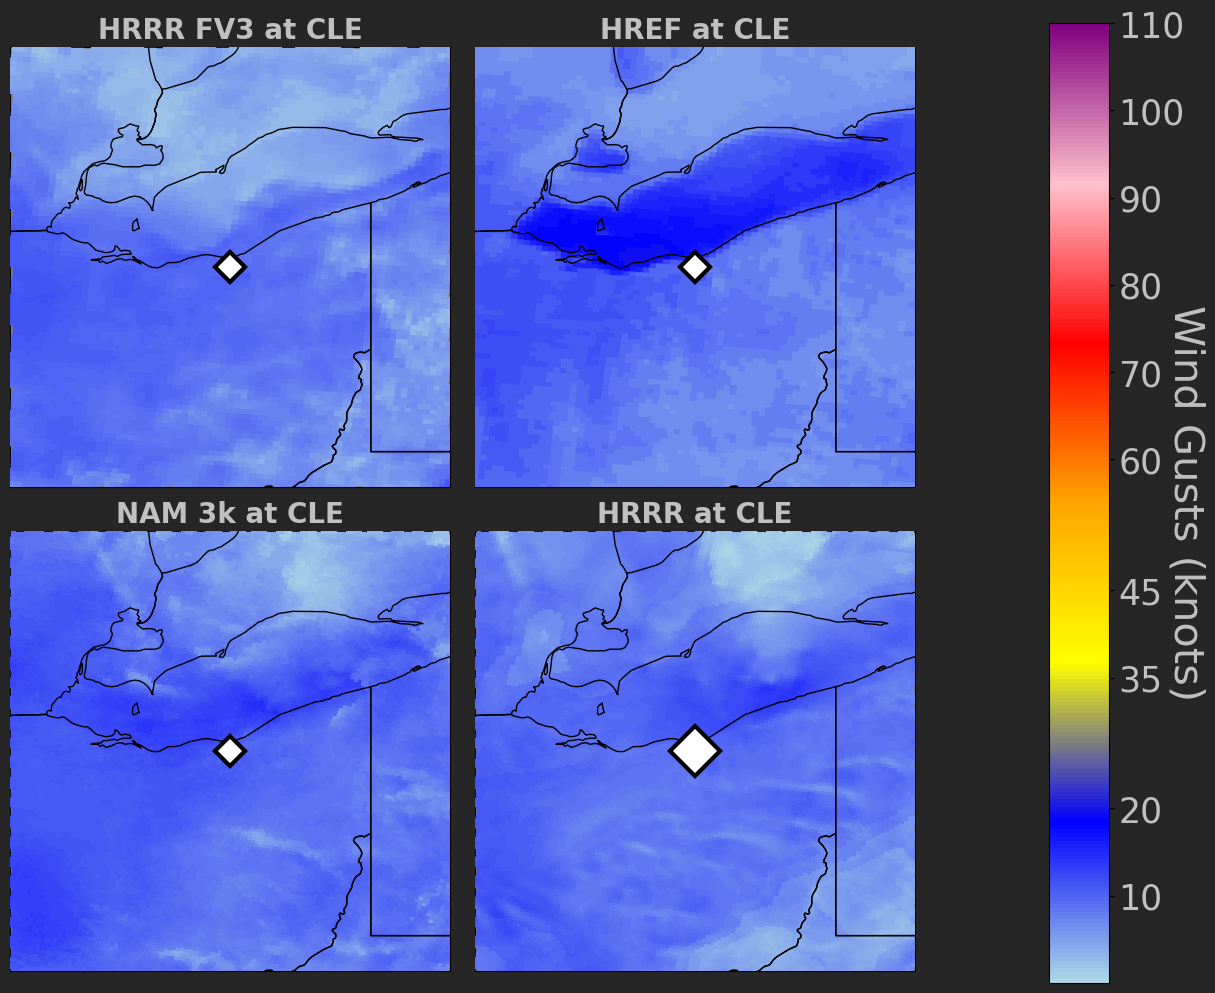 HRRR FV3 at CLE
HREF at CLE
NAM 3k at CLE
HRRR at CLE
110
100
90
80
70
60
45
35
20
10
Wind Gusts (knots)